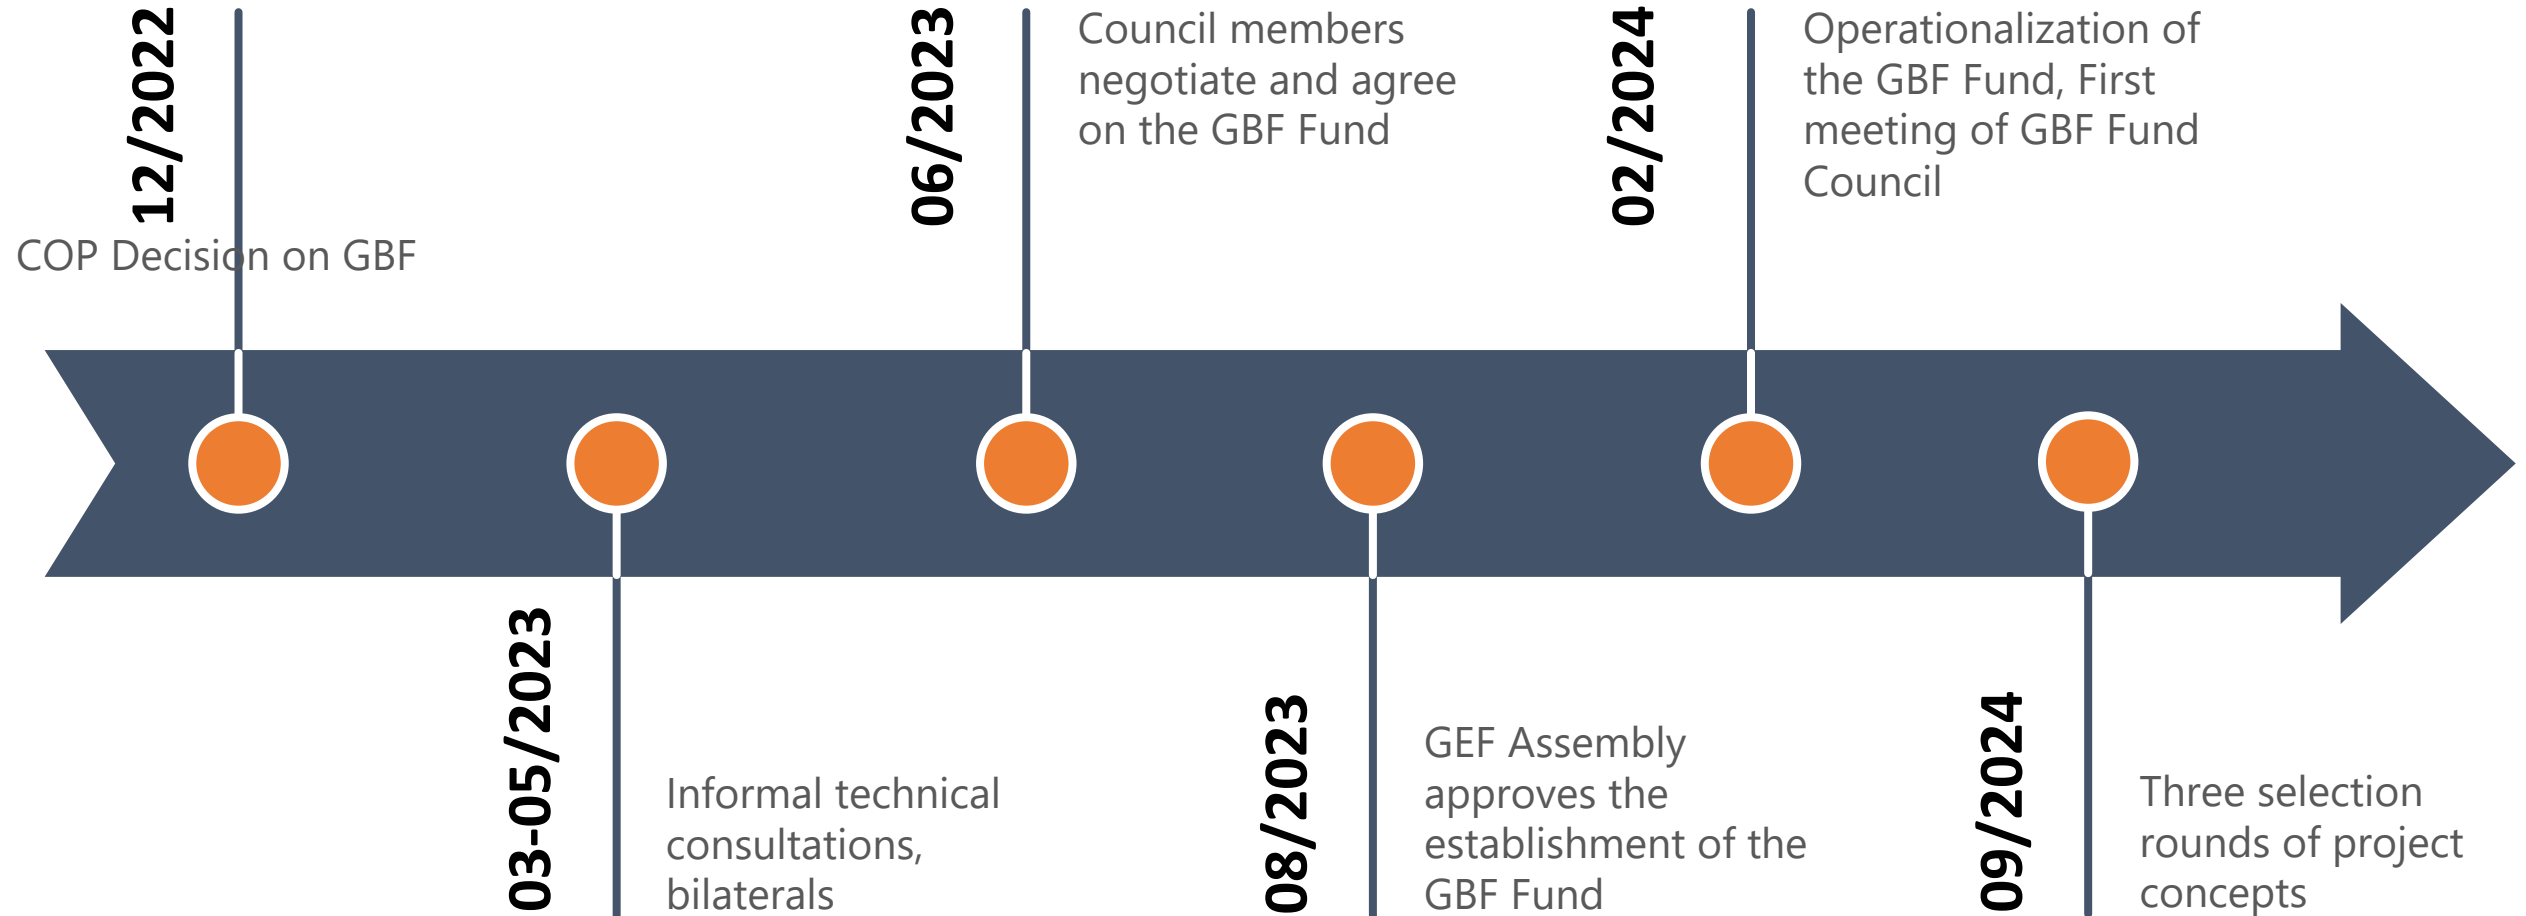 12/2022
COP Decision on GBF
03-05/2023
Informal technical
consultations,
bilaterals
06/2023
Council members
negotiate and agree
on the GBF Fund
08/2023
GEF Assembly
approves the
establishment of the
GBF Fund
02/2024
Operationalization of
the GBF Fund, First
meeting of GBF Fund
Council
09/2024
Three selection
rounds of project
concepts